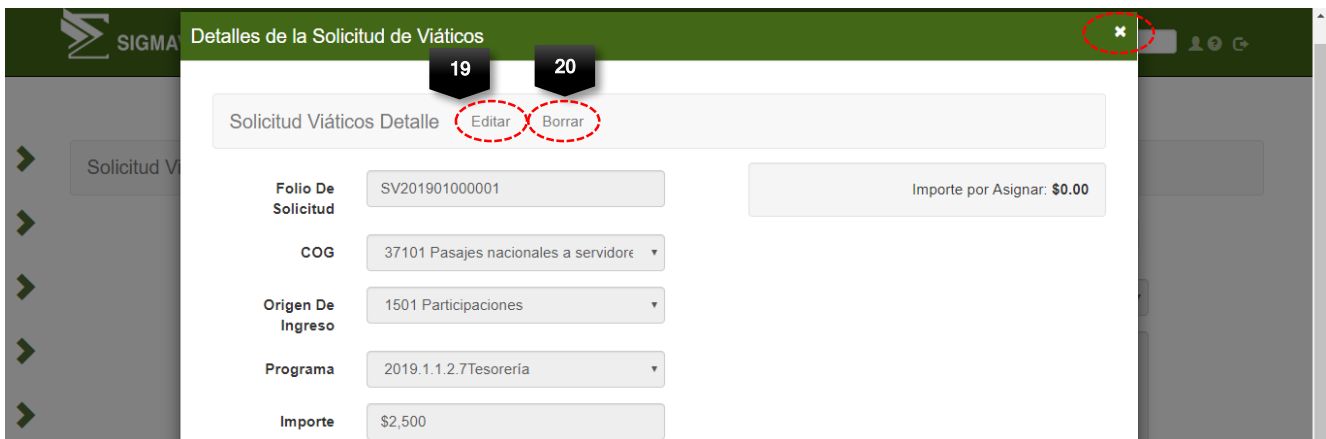 SIGMA
Detalles de la Solicitud de Viáticos
19
20
Solicitud Viáticos Detalle Editar Borrar
Solicitud Vi
Folio De Solicitud
SV201901000001
Importe por Asignar: $0.00
COG
37101 Pasajes nacionales a servidore
Origen De Ingreso
1501 Participaciones
Programa
2019.1.1.2.7Tesorería
Importe
$2,500